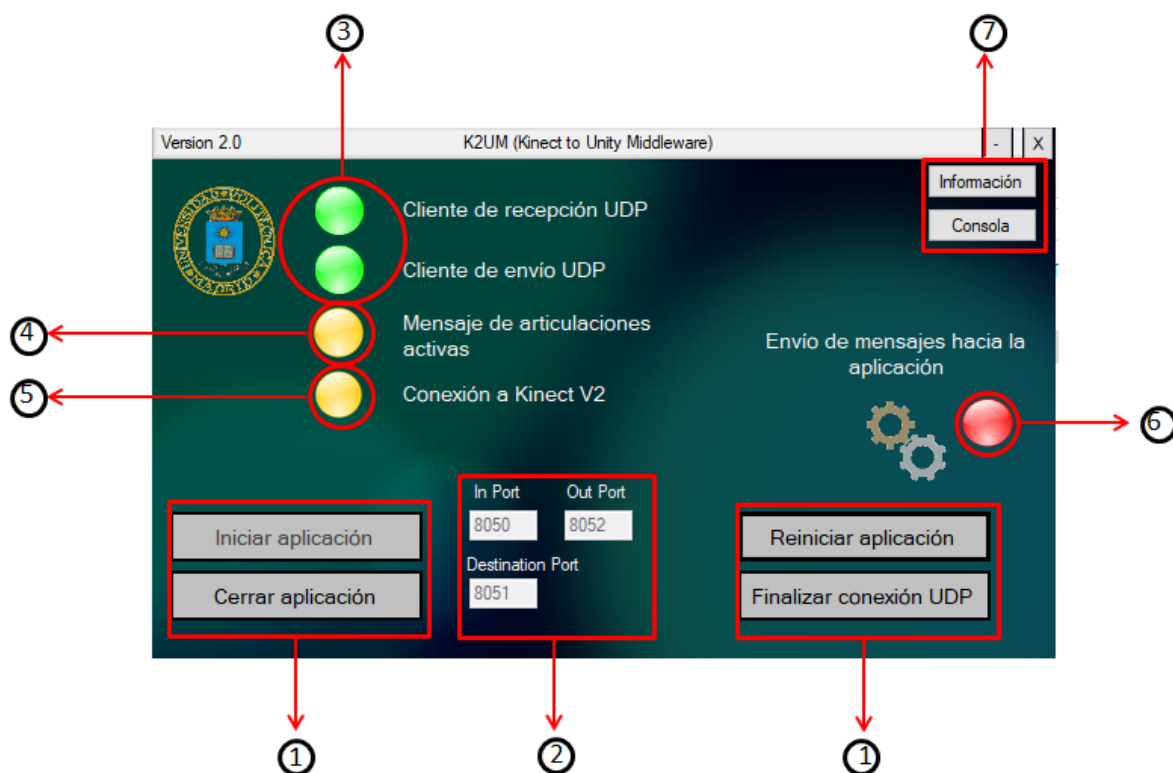 3
7
Version 2.0
K2UM (Kinect to Unity Middleware)
-
X
Información
Consola
UNIVERSIDAD POLITÉCNICA
MADRID
Cliente de recepción UDP
Cliente de envío UDP
4
Mensaje de articulaciones
activas
5
Conexión a Kinect V2
Envío de mensajes hacia la
aplicación
6
Iniciar aplicación
Cerrar aplicación
In Port
Out Port
8050
8052
Destination Port
8051
Reiniciar aplicación
Finalizar conexión UDP
1
2
1